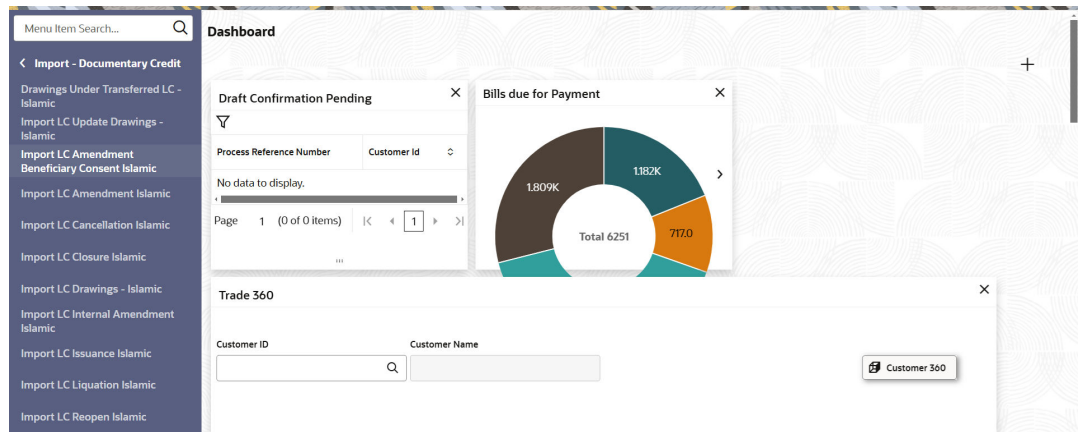 Menu Item Search...
Import - Documentary Credit
Drawings Under Transferred LC -
Islamic
Import LC Update Drawings -
Islamic
Import LC Amendment
Beneficiary Consent Islamic
Import LC Amendment Islamic
Import LC Cancellation Islamic
Import LC Closure Islamic
Import LC Drawings - Islamic
Import LC Internal Amendment
Islamic
Import LC Issuance Islamic
Import LC Liquation Islamic
Import LC Reopen Islamic
Dashboard
Draft Confirmation Pending
Process Reference Number Customer Id
No data to display.
Page 1 (0 of 0 items) 1
Bills due for Payment
1.809K
1.182K
717.0
Total 6251
Trade 360
Customer ID Customer Name
Customer 360